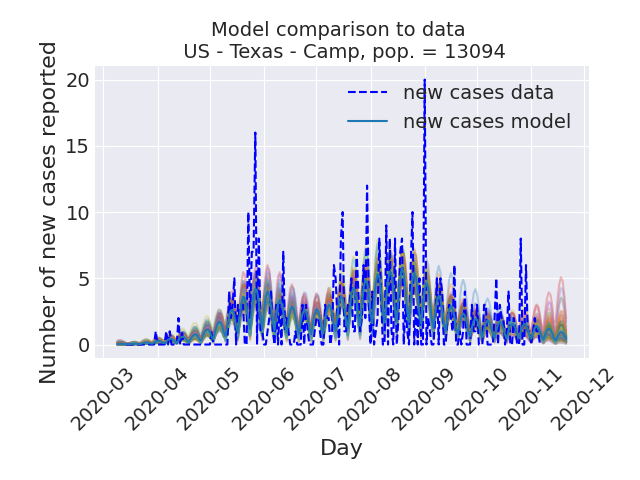 Model comparison to data
US - Texas - Camp, pop. = 13094
Number of new cases reported
20
15
10
5
0
new cases data
new cases model
2020-03
2020-04
2020-05
2020-06
2020-07
2020-08
2020-09
2020-10
2020-11
2020-12
Day